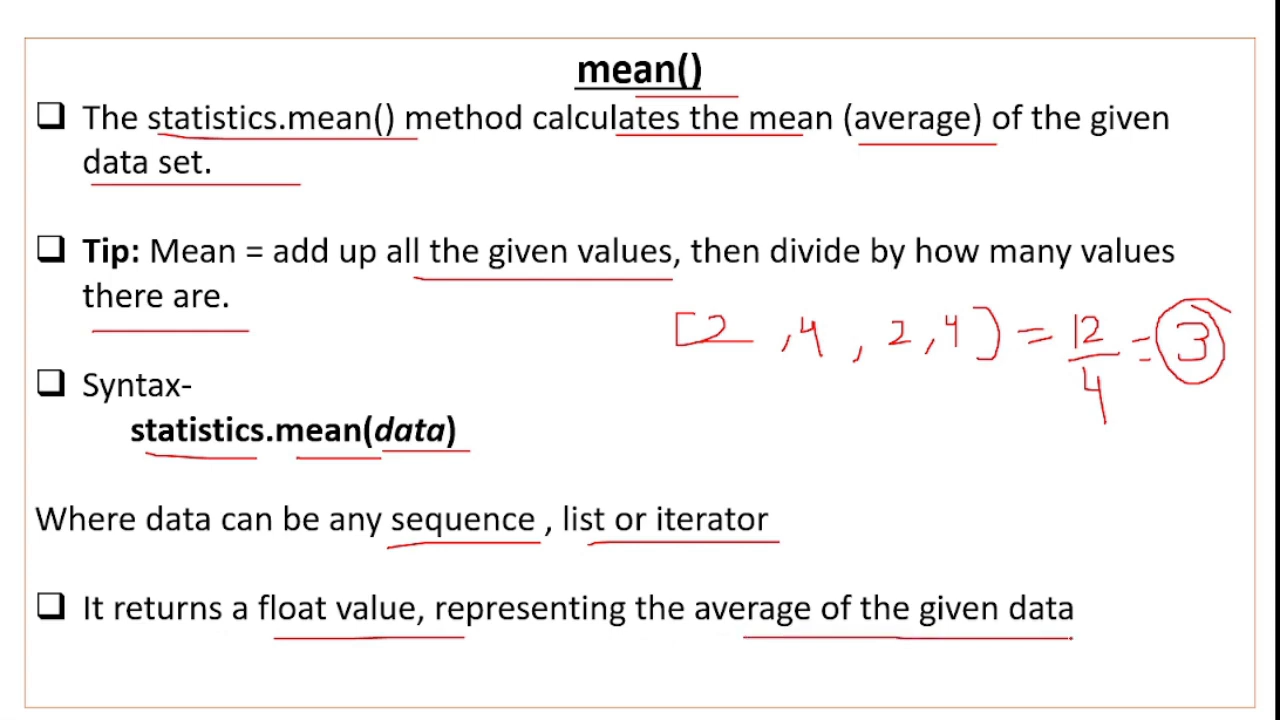 mean()
The statistics.mean() method calculates the mean (average) of the given
data set.
Tip: Mean = add up all the given values, then divide by how many values
there are.
[2 , 4 , 2 , 4 ) = 12/4 = 3
Syntax-
statistics.mean(data)
Where data can be any sequence , list or iterator
It returns a float value, representing the average of the given data